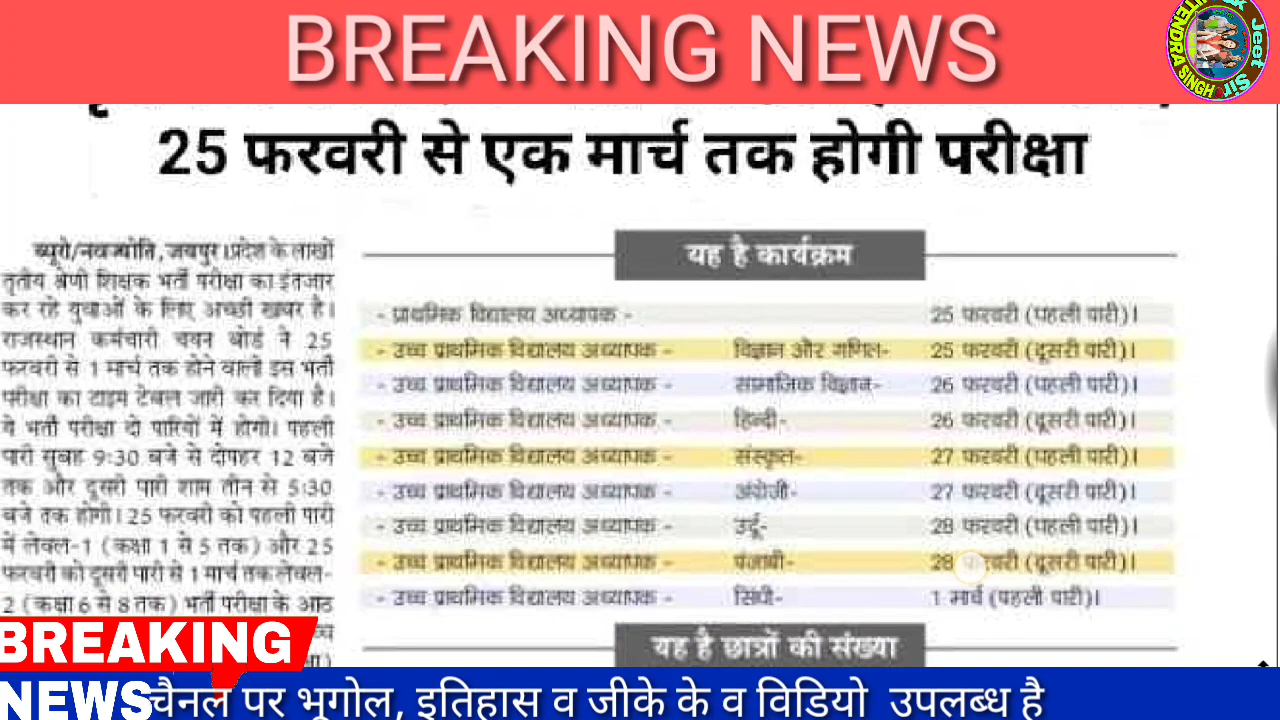 BREAKING NEWS
JITENDRA SINGH Jeet Sir
25 फरवरी से एक मार्च तक होगी परीक्षा
ब्यूरो/नवज्योति, जयपुर।प्रदेश के लाखों
तृतीय श्रेणी शिक्षक भर्ती परीक्षा का इंतजार
कर रहे युवाओं के लिए अच्छी खबर है।
राजस्थान कर्मचारी चयन बोर्ड ने 25
फरवरी से 1 मार्च तक होने वाली इस भर्ती
परीक्षा का टाइम टेबल जारी कर दिया है।
ये भर्ती परीक्षा दो पारियों में होगी। पहली
पारी सुबह 9:30 बजे से दोपहर 12 बजे
तक और दूसरी पारी शाम तीन से 5:30
बजे तक होगी। 25 फरवरी को पहली पारी
में लेवल-1 (कक्षा 1 से 5 तक) और 25
फरवरी को दूसरी पारी से 1 मार्च तक लेवल-
2 (कक्षा 6 से 8 तक) भर्ती परीक्षा के आठ
यह है कार्यक्रम
- प्राथमिक विद्यालय अध्यापक - 25 फरवरी (पहली पारी)।
- उच्च प्राथमिक विद्यालय अध्यापक - विज्ञान और गणित- 25 फरवरी (दूसरी पारी)।
- उच्च प्राथमिक विद्यालय अध्यापक - सामाजिक विज्ञान- 26 फरवरी (पहली पारी)।
- उच्च प्राथमिक विद्यालय अध्यापक - हिन्दी- 26 फरवरी (दूसरी पारी)।
- उच्च प्राथमिक विद्यालय अध्यापक - संस्कृत- 27 फरवरी (पहली पारी)।
- उच्च प्राथमिक विद्यालय अध्यापक - अंग्रेजी- 27 फरवरी (दूसरी पारी)।
- उच्च प्राथमिक विद्यालय अध्यापक - उर्दू- 28 फरवरी (पहली पारी)।
- उच्च प्राथमिक विद्यालय अध्यापक - पंजाबी- 28 फरवरी (दूसरी पारी)।
- उच्च प्राथमिक विद्यालय अध्यापक - सिंधी- 1 मार्च (पहली पारी)।
यह है छात्रों की संख्या
BREAKING
NEWS
चैनल पर भूगोल, इतिहास व जीके के व विडियो उपलब्ध है